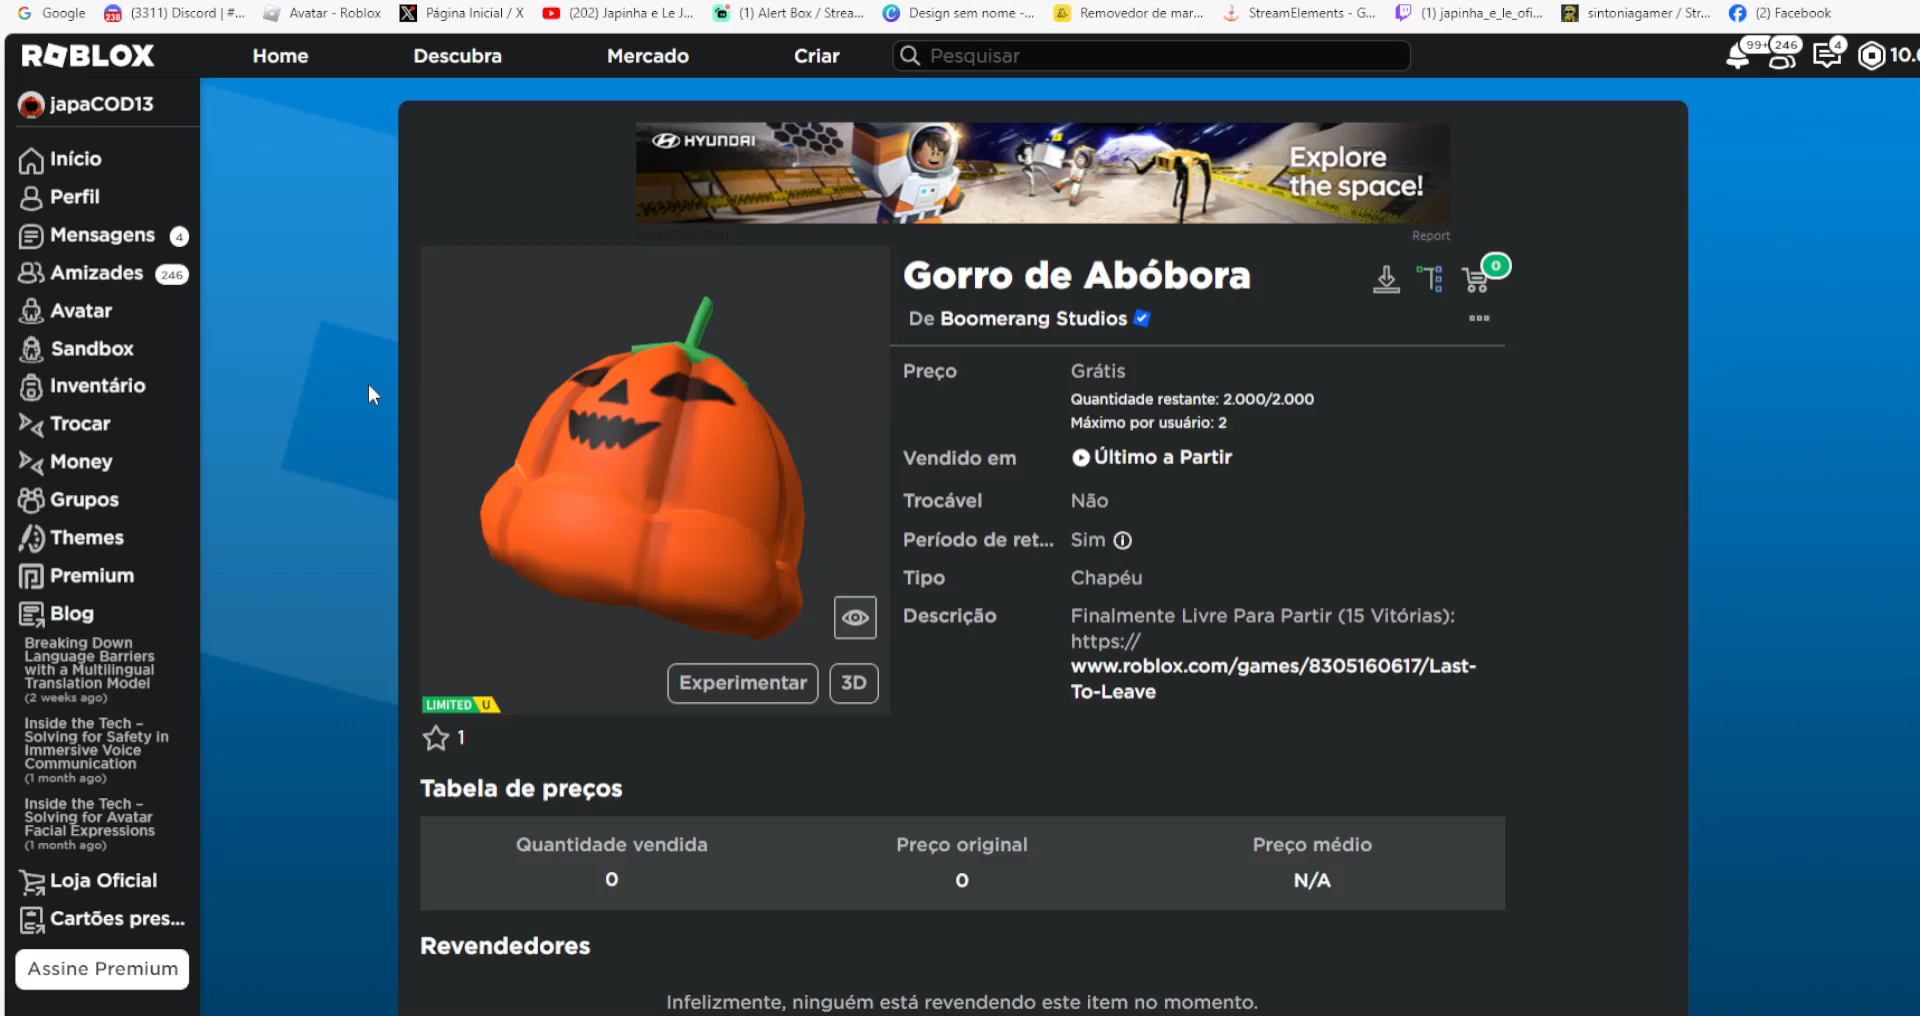 Google
(3311) Discord | #...
Avatar - Roblox
Página Inicial / X
(202) Japinha e Le J...
(1) Alert Box / Strea...
Design sem nome -...
Removedor de mar...
StreamElements - G...
(1) japinha_e_le_ofi...
sintoniagamer / Str...
(2) Facebook
238
ROBLOX
Home
Descubra
Mercado
Criar
Pesquisar
99+
246
4
japaCOD13
Início
Perfil
Mensagens 4
Amizades 246
Avatar
Sandbox
Inventário
Trocar
Money
Grupos
Themes
Premium
Blog
Breaking Down
Language Barriers
with a Multilingual
Translation Model
(2 weeks ago)
Inside the Tech –
Solving for Safety in
Immersive Voice
Communication
(1 month ago)
Inside the Tech –
Solving for Avatar
Facial Expressions
(1 month ago)
Loja Oficial
Cartões pres...
Assine Premium
HYUNDAI
Explore
the space!
ADVERTISEMENT
Report
Gorro de Abóbora
0
De Boomerang Studios
Preço Grátis
Quantidade restante: 2.000/2.000
Máximo por usuário: 2
Vendido em Último a Partir
Trocável Não
Período de ret... Sim
Tipo Chapéu
Descrição Finalmente Livre Para Partir (15 Vitórias):
https://
www.roblox.com/games/8305160617/Last-
To-Leave
Experimentar
3D
LIMITED U
1
Tabela de preços
Quantidade vendida Preço original Preço médio
0 0 N/A
Revendedores
Infelizmente, ninguém está revendendo este item no momento.